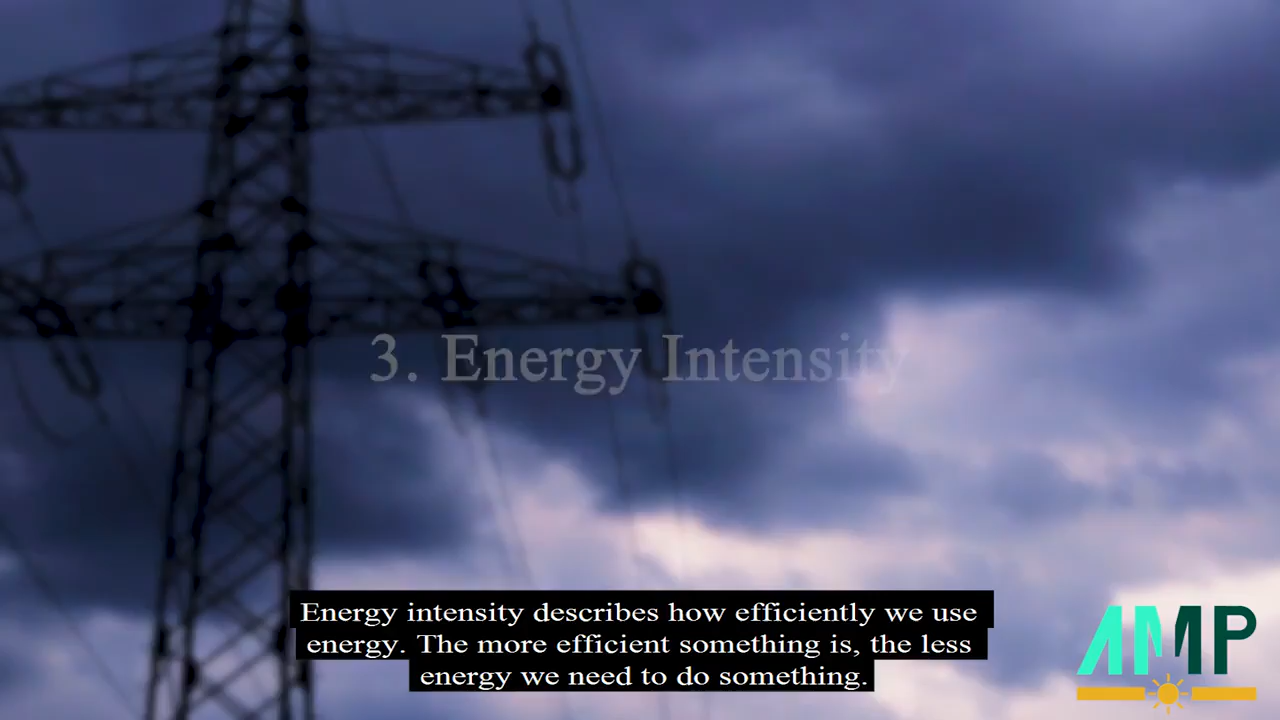 3. Energy Intensity
Energy intensity describes how efficiently we use
energy. The more efficient something is, the less
energy we need to do something.
AMP